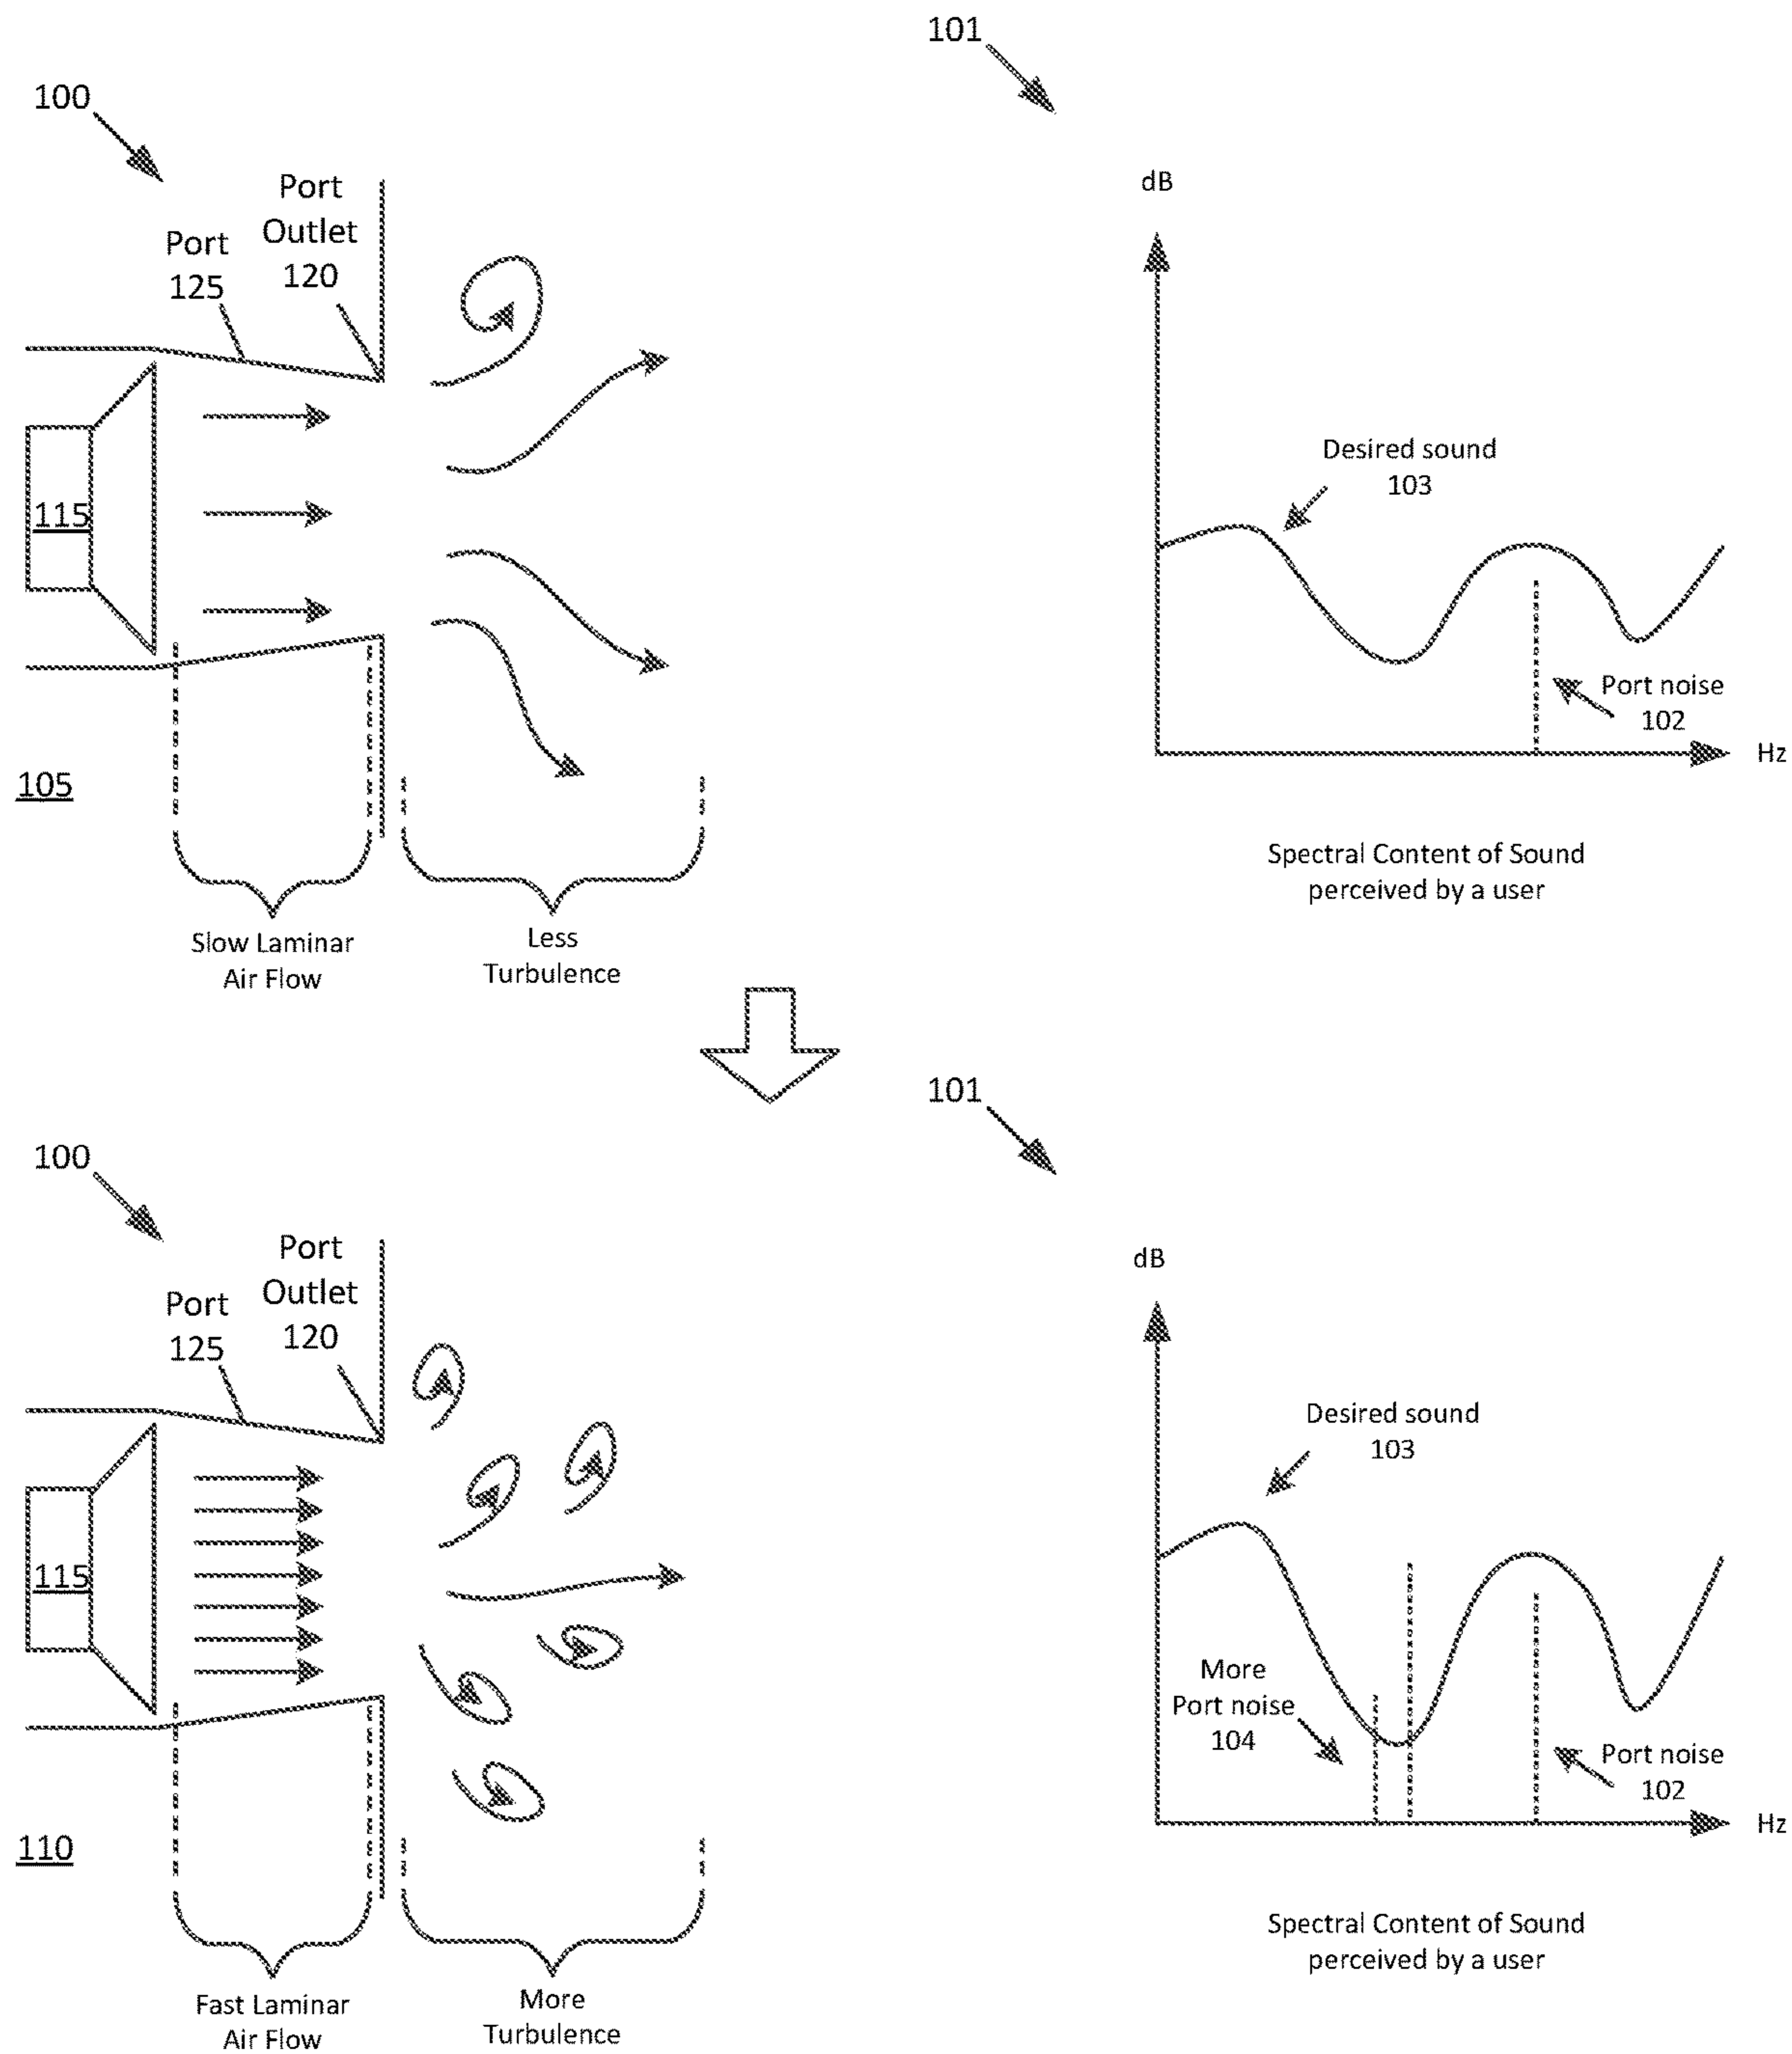 101
100
dB
Port
Outlet
120
Port
125
Desired sound
103
115
Port noise
102
Hz
105
Spectral Content of Sound
perceived by a user
Slow Laminar
Air Flow
Less
Turbulence
101
100
dB
Port
Outlet
120
Port
125
Desired sound
103
115
More
Port noise
104
Port noise
102
Hz
110
Spectral Content of Sound
perceived by a user
Fast Laminar
Air Flow
More
Turbulence